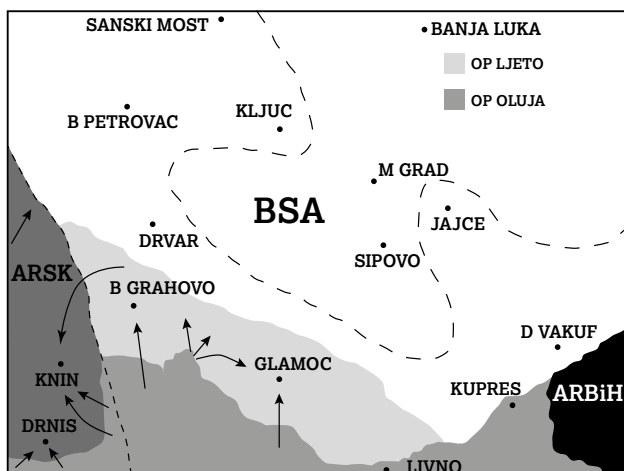 SANSKI MOST
BANJA LUKA
OP LJETO
OP OLUJA
B PETROVAC
KLJUC
M GRAD
BSA
JAJCE
DRVAR
SIPOVO
ARSK
B GRAHOVO
D VAKUF
GLAMOC
KNIN
KUPRES
ARBiH
DRNIS
LIVNO